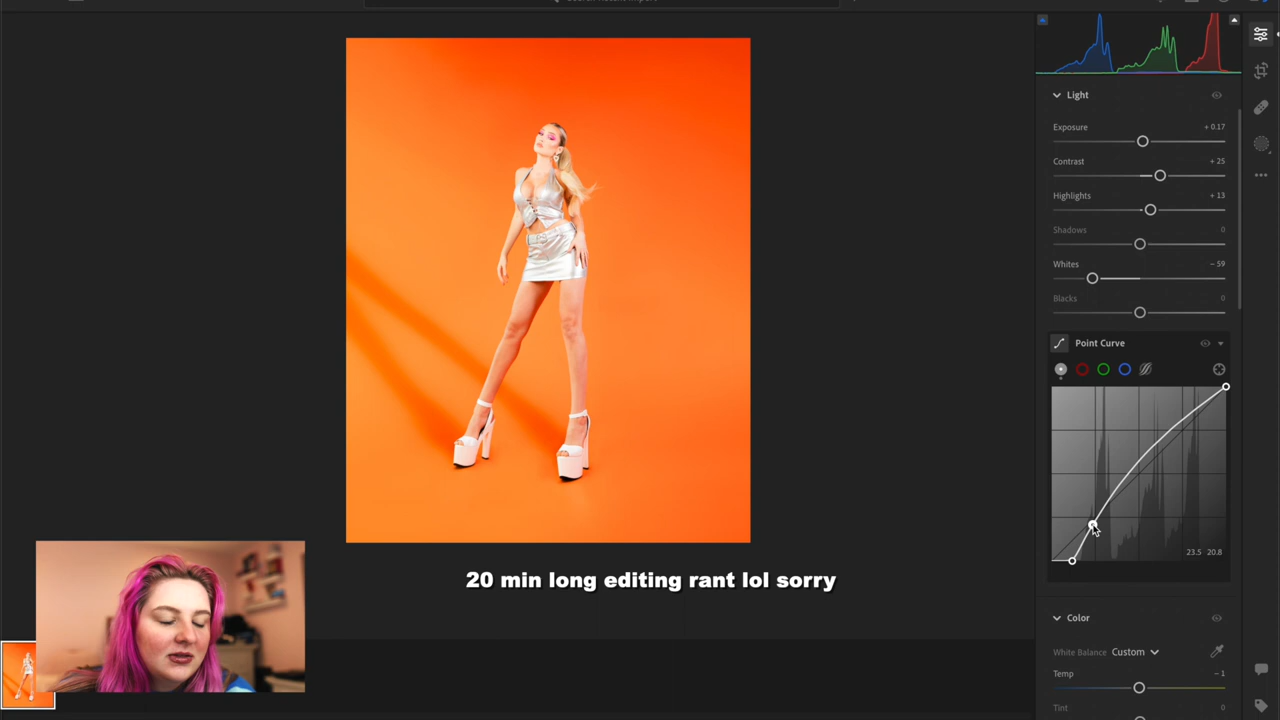 Light
Exposure + 0.17
Contrast + 25
Highlights + 13
Shadows 0
Whites − 59
Blacks 0
Point Curve
23.5 20.8
20 min long editing rant lol sorry
Color
White Balance Custom
Temp − 1
Tint 0